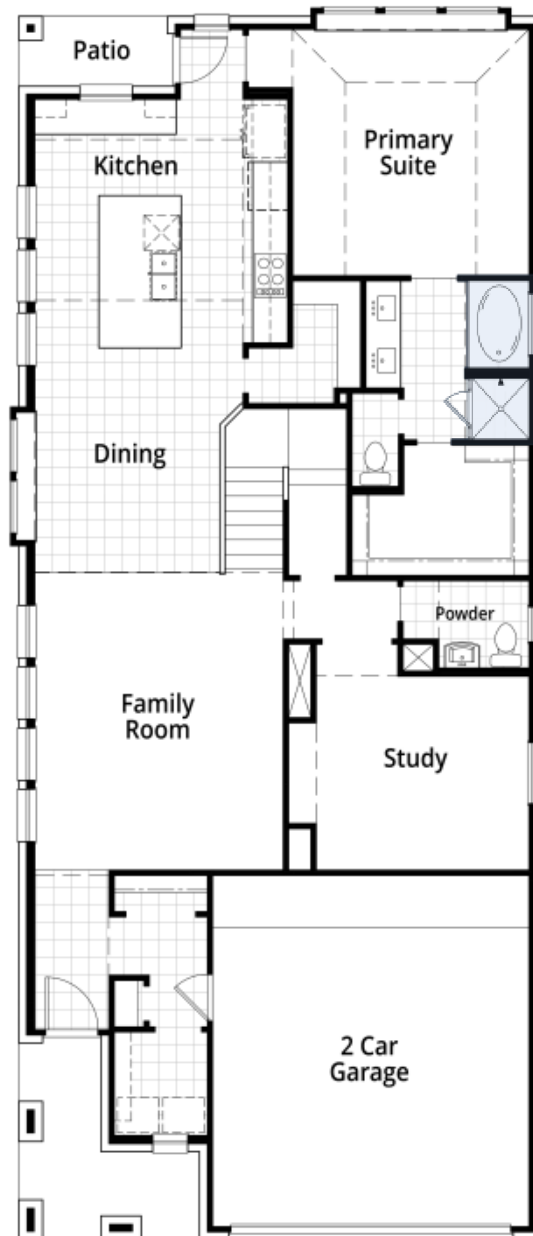 Patio
Kitchen
Primary
Suite
Dining
Powder
Family
Room
Study
2 Car
Garage